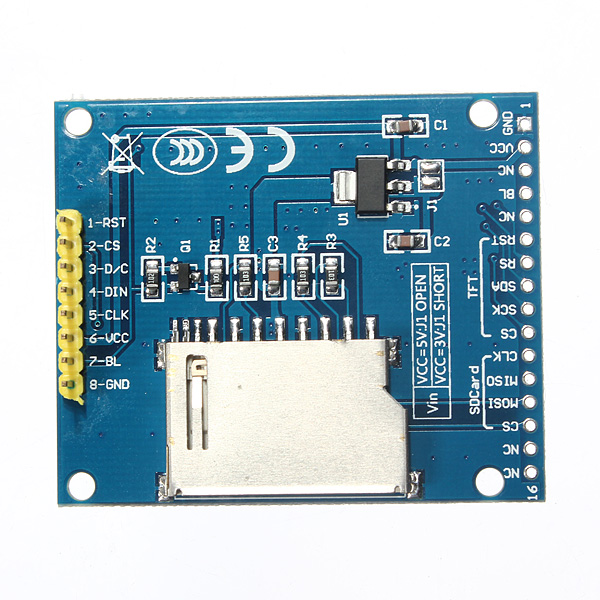 CCC
CE
C1
U1
J1
C2
R2
Q1
R1
R5
C3
R4
R3
1-RST
2-CS
3-D/C
4-DIN
5-CLK
6-VCC
7-BL
8-GND
Vin
VCC=5V:J1 OPEN
VCC=3V:J1 SHORT
1
GND
VCC
NC
BL
NC
RST
RS
SDA
SCK
CS
TFT
CLK
MISO
MOSI
CS
SDCard
NC
NC
16